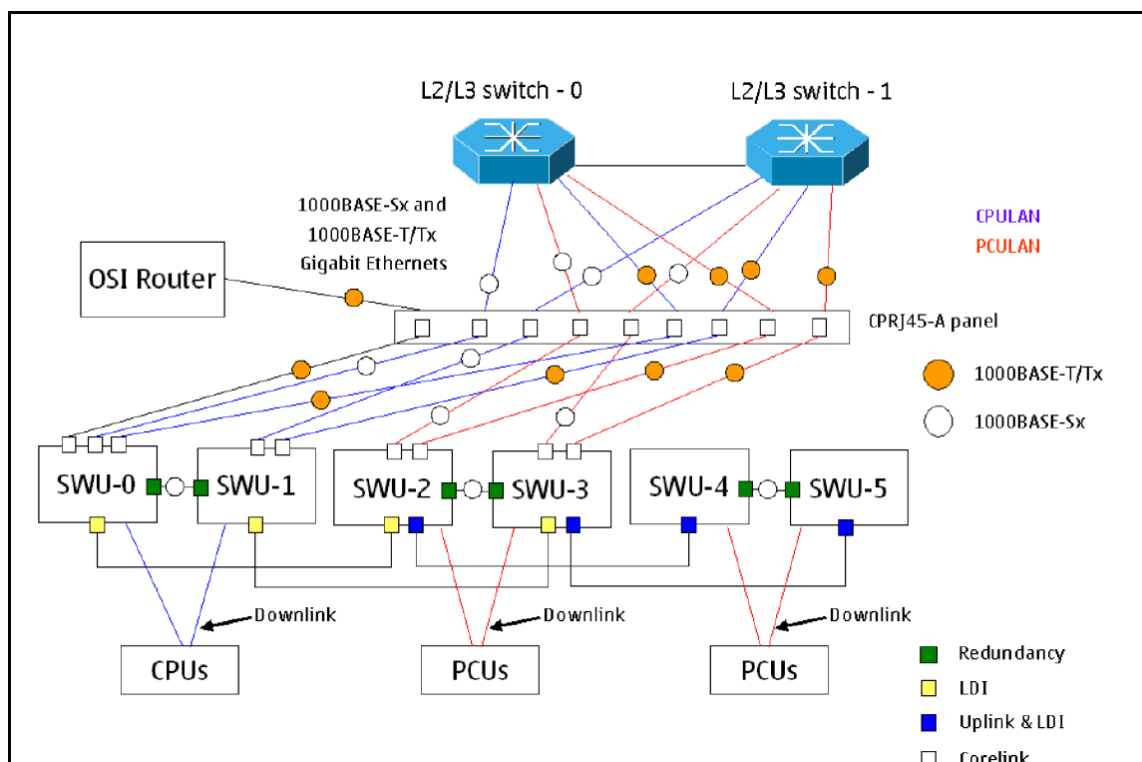 L2/L3 switch - 0
L2/L3 switch - 1
1000BASE-Sx and
1000BASE-T/Tx
Gigabit Ethernets
CPULAN
PCULAN
OSI Router
CPRJ45-A panel
1000BASE-T/Tx
1000BASE-Sx
SWU-0
SWU-1
SWU-2
SWU-3
SWU-4
SWU-5
Downlink
Downlink
Downlink
CPUs
PCUs
PCUs
Redundancy
LDI
Uplink & LDI
Corelink